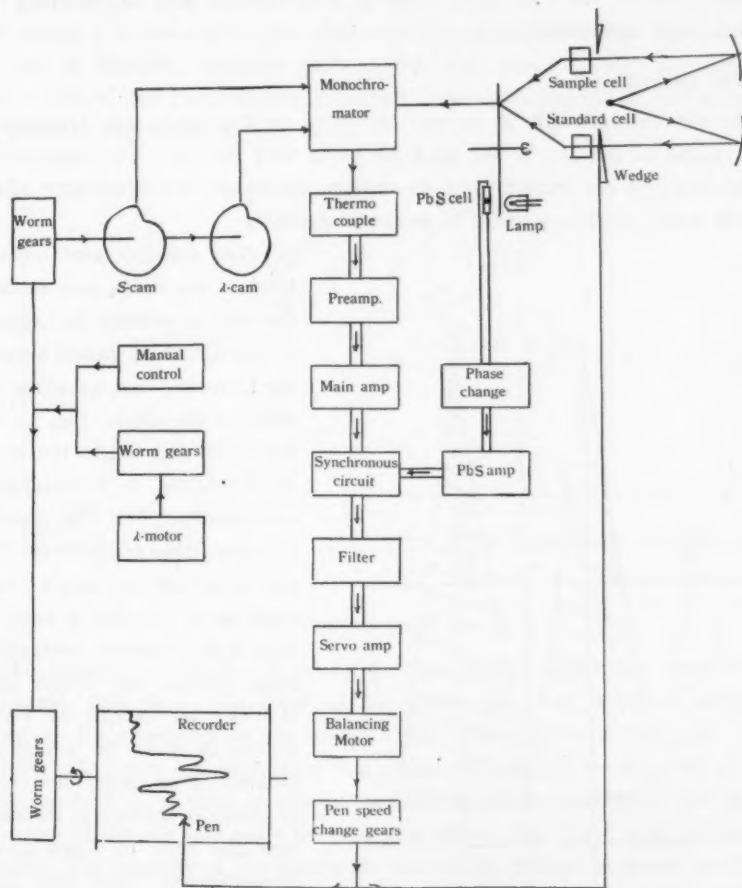 Monochro-
mator
Sample cell
Standard cell
Wedge
PbS cell
Lamp
Worm gears
S-cam
λ-cam
Thermo
couple
Preamp.
Manual
control
Main amp
Phase
change
Worm gears
Synchronous
circuit
PbS amp
λ-motor
Filter
Servo amp
Worm gears
Recorder
Balancing
Motor
Pen
Pen speed
change gears